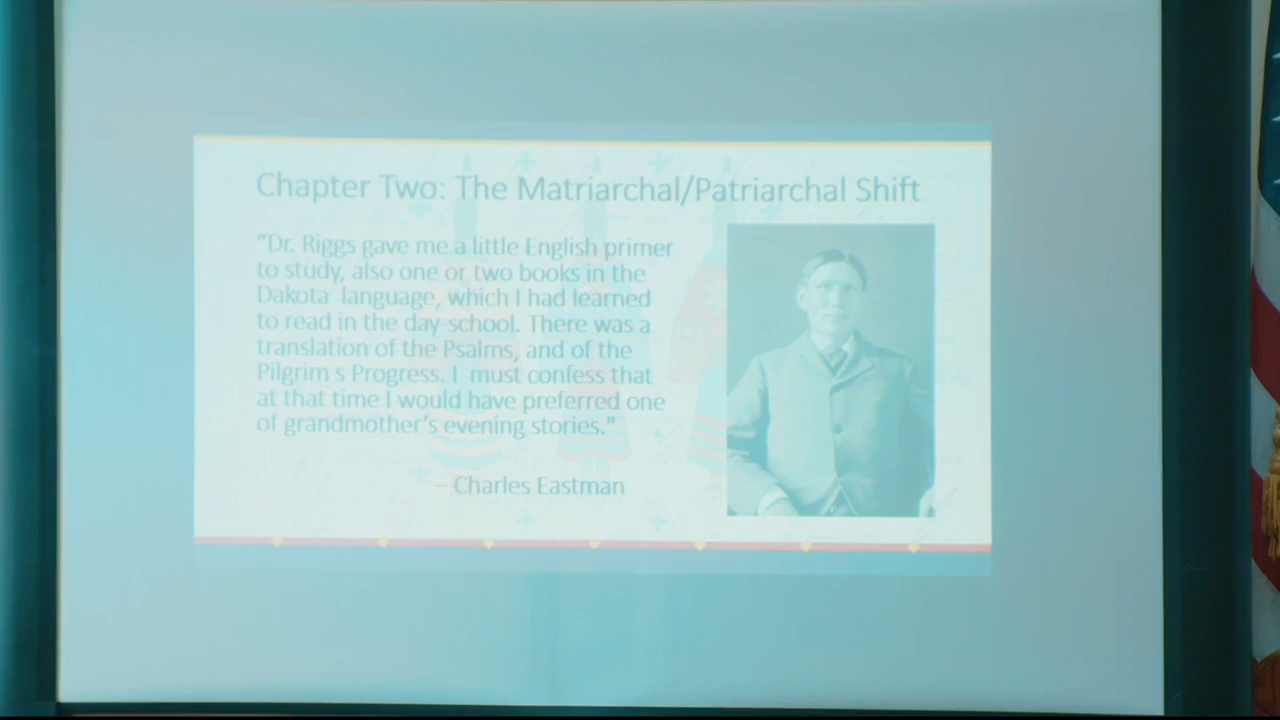 Chapter Two: The Matriarchal/Patriarchal Shift
“Dr. Riggs gave me a little English primer
to study, also one or two books in the
Dakota language, which I had learned
to read in the day-school. There was a
translation of the Psalms, and of the
Pilgrim s Progress. I must confess that
at that time I would have preferred one
of grandmother’s evening stories."
– Charles Eastman